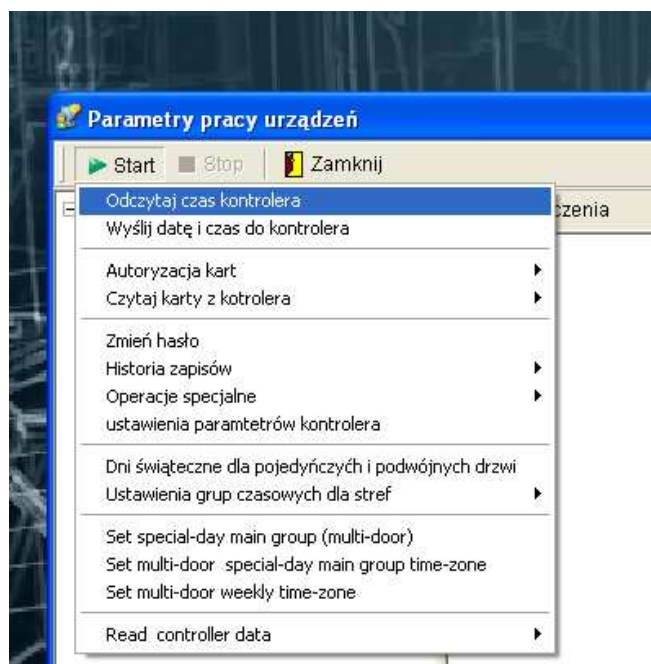 Parametry pracy urządzeń
Start Stop Zamknij
Odczytaj czas kontrolera
czenia
Wyślij datę i czas do kontrolera
Autoryzacja kart
Czytaj karty z kotrolera
Zmień hasło
Historia zapisów
Operacje specjalne
ustawienia paramtetrów kontrolera
Dni świąteczne dla pojedyńczyćh i podwójnych drzwi
Ustawienia grup czasowych dla stref
Set special-day main group (multi-door)
Set multi-door special-day main group time-zone
Set multi-door weekly time-zone
Read controller data